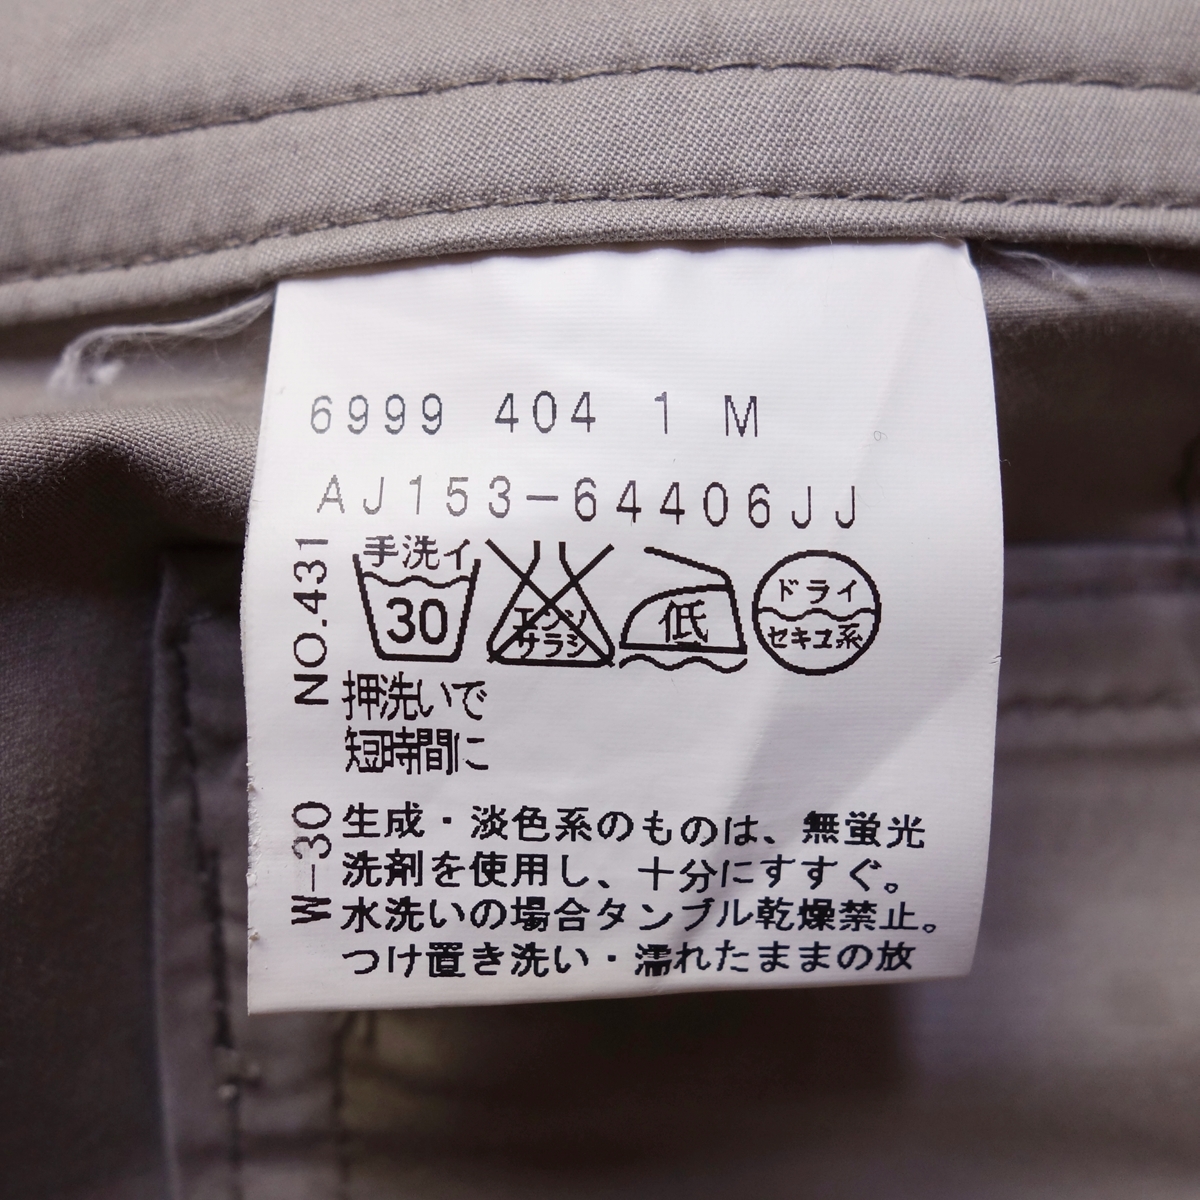 6999 404 1 M
AJ153-64406JJ
NO.431
手洗イ
30
エンソ
サラシ
低
ドライ
セキユ系
押洗いで
短時間に
W-30
生成・淡色系のものは、無蛍光
洗剤を使用し、十分にすすぐ。
水洗いの場合タンブル乾燥禁止。
つけ置き洗い・濡れたままの放